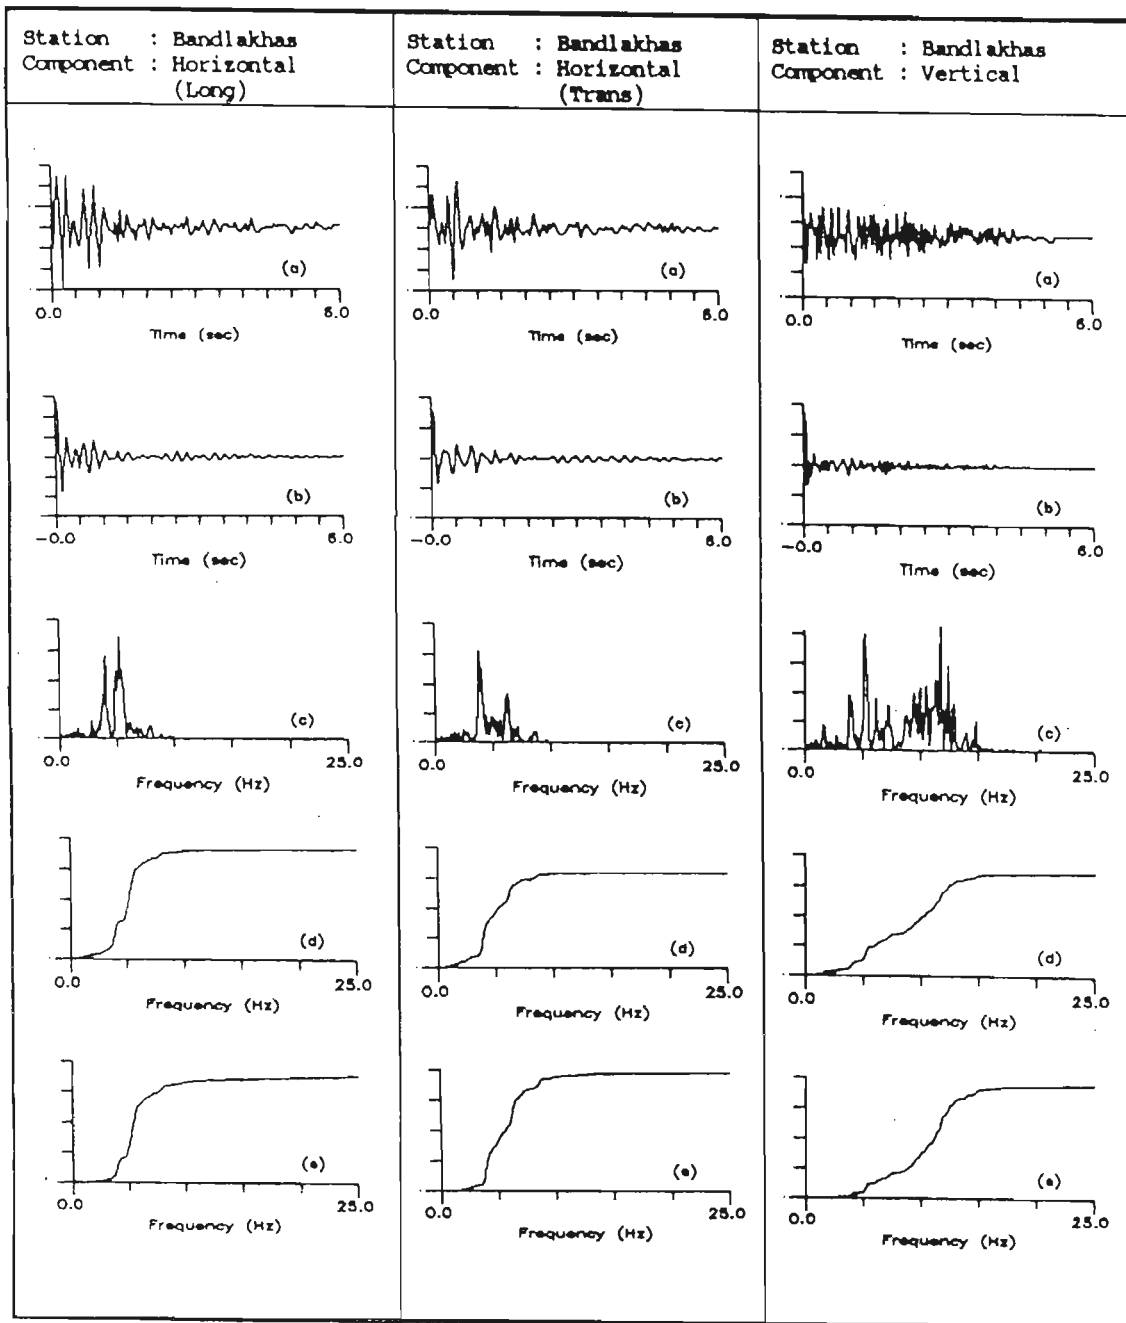 Station : Bandlakhas
Component : Horizontal
(Long)
(a)
0.0 6.0
Time (sec)
(b)
-0.0 6.0
Time (sec)
(c)
0.0 25.0
Frequency (Hz)
(d)
0.0 25.0
Frequency (Hz)
(e)
0.0 25.0
Frequency (Hz)
Station : Bandlakhas
Component : Horizontal
(Trans)
(a)
0.0 6.0
Time (sec)
(b)
-0.0 6.0
Time (sec)
(c)
0.0 25.0
Frequency (Hz)
(d)
0.0 25.0
Frequency (Hz)
(e)
0.0 25.0
Frequency (Hz)
Station : Bandlakhas
Component : Vertical
(a)
0.0 6.0
Time (sec)
(b)
-0.0 6.0
Time (sec)
(c)
0.0 25.0
Frequency (Hz)
(d)
0.0 25.0
Frequency (Hz)
(e)
0.0 25.0
Frequency (Hz)